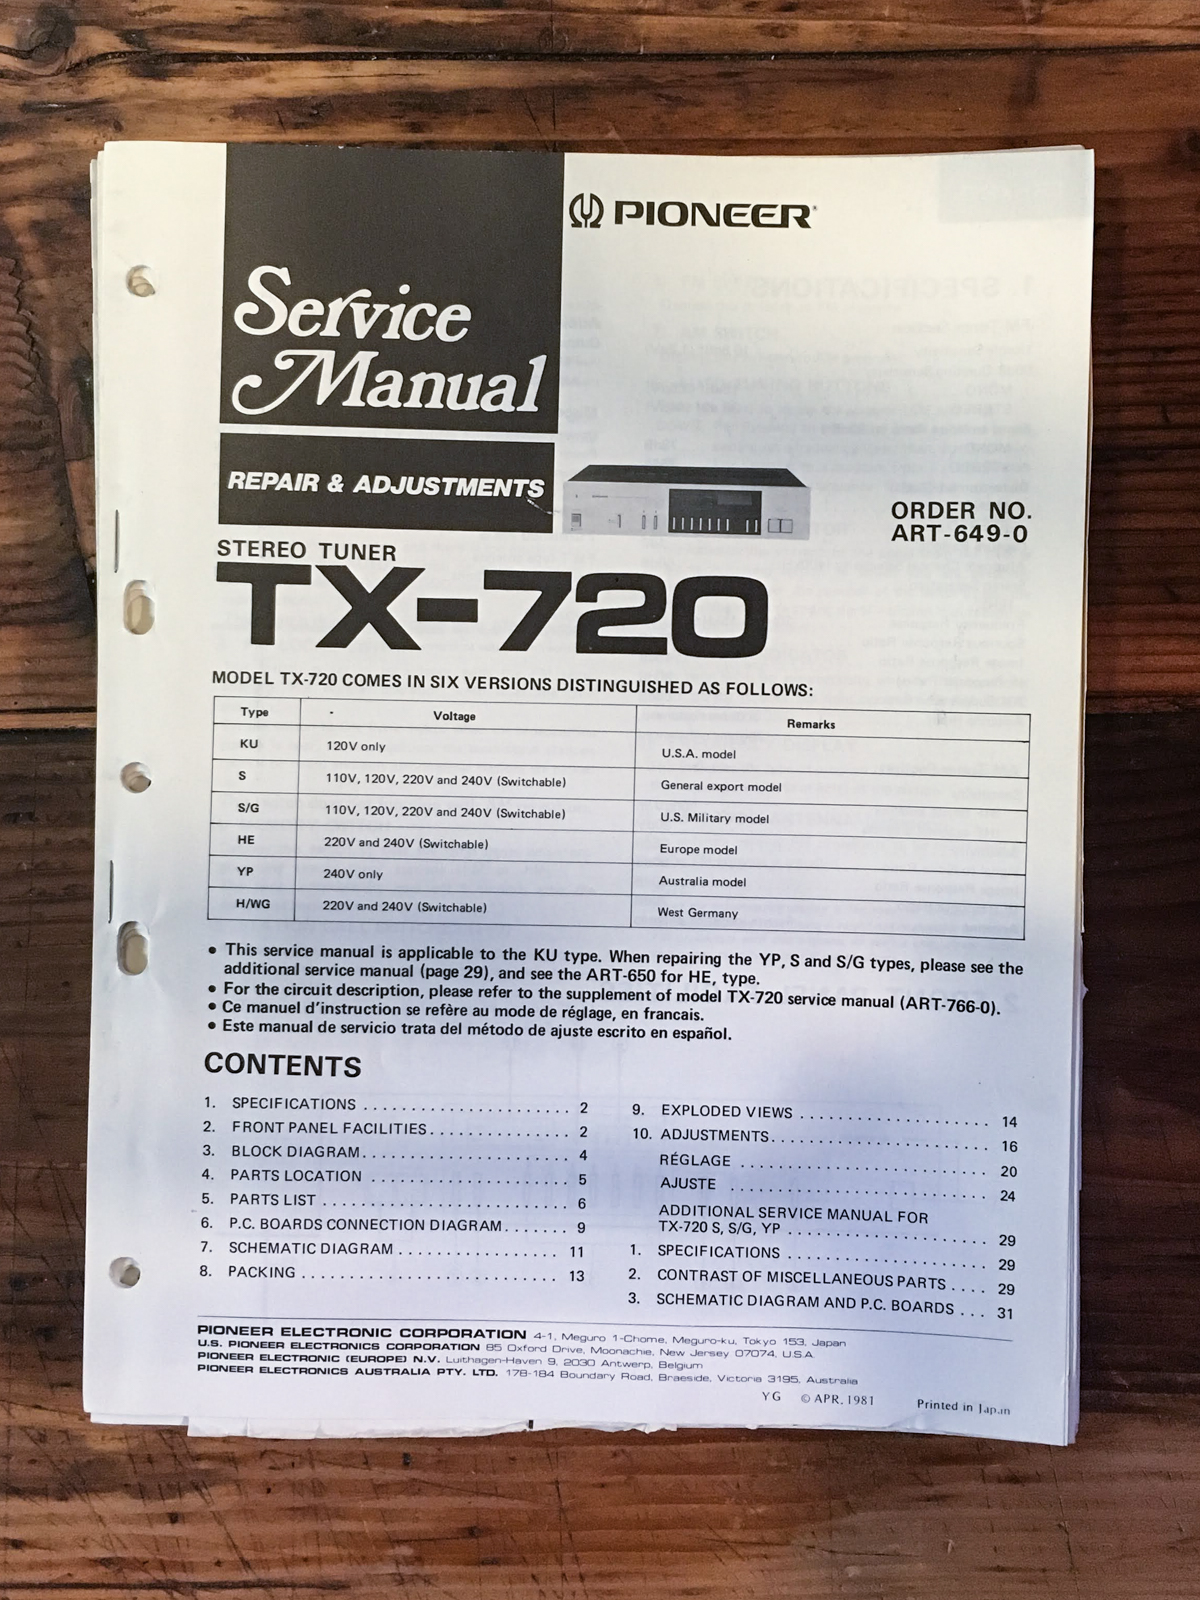 PIONEER
Service
Manual
REPAIR & ADJUSTMENTS
ORDER NO.
ART-649-0
STEREO TUNER
TX-720
MODEL TX-720 COMES IN SIX VERSIONS DISTINGUISHED AS FOLLOWS:
Type Voltage Remarks
KU 120V only U.S.A. model
S 110V, 120V, 220V and 240V (Switchable) General export model
S/G 110V, 120V, 220V and 240V (Switchable) U.S. Military model
HE 220V and 240V (Switchable) Europe model
YP 240V only Australia model
H/WG 220V and 240V (Switchable) West Germany
• This service manual is applicable to the KU type. When repairing the YP, S and S/G types, please see the
additional service manual (page 29), and see the ART-650 for HE, type.
• For the circuit description, please refer to the supplement of model TX-720 service manual (ART-766-0).
• Ce manuel d'instruction se refère au mode de réglage, en francais.
• Este manual de servicio trata del método de ajuste escrito en español.
CONTENTS
1. SPECIFICATIONS ...................... 2
2. FRONT PANEL FACILITIES ............... 2
3. BLOCK DIAGRAM ...................... 4
4. PARTS LOCATION ..................... 5
5. PARTS LIST .......................... 6
6. P.C. BOARDS CONNECTION DIAGRAM ....... 9
7. SCHEMATIC DIAGRAM ................. 11
8. PACKING ........................... 13
9. EXPLODED VIEWS .................... 14
10. ADJUSTMENTS ....................... 16
RÉGLAGE .......................... 20
AJUSTE ........................... 24
ADDITIONAL SERVICE MANUAL FOR
TX-720 S, S/G, YP ..................... 29
1. SPECIFICATIONS ..................... 29
2. CONTRAST OF MISCELLANEOUS PARTS .... 29
3. SCHEMATIC DIAGRAM AND P.C. BOARDS ... 31
PIONEER ELECTRONIC CORPORATION 4-1, Meguro 1-Chome, Meguro-ku, Tokyo 153, Japan
U.S. PIONEER ELECTRONICS CORPORATION 85 Oxford Drive, Moonachie, New Jersey 07074, U.S.A.
PIONEER ELECTRONIC (EUROPE) N.V. Luithagen-Haven 9, 2030 Antwerp, Belgium
PIONEER ELECTRONICS AUSTRALIA PTY. LTD. 178-184 Boundary Road, Braeside, Victoria 3195, Australia
YG © APR, 1981 Printed in Japan